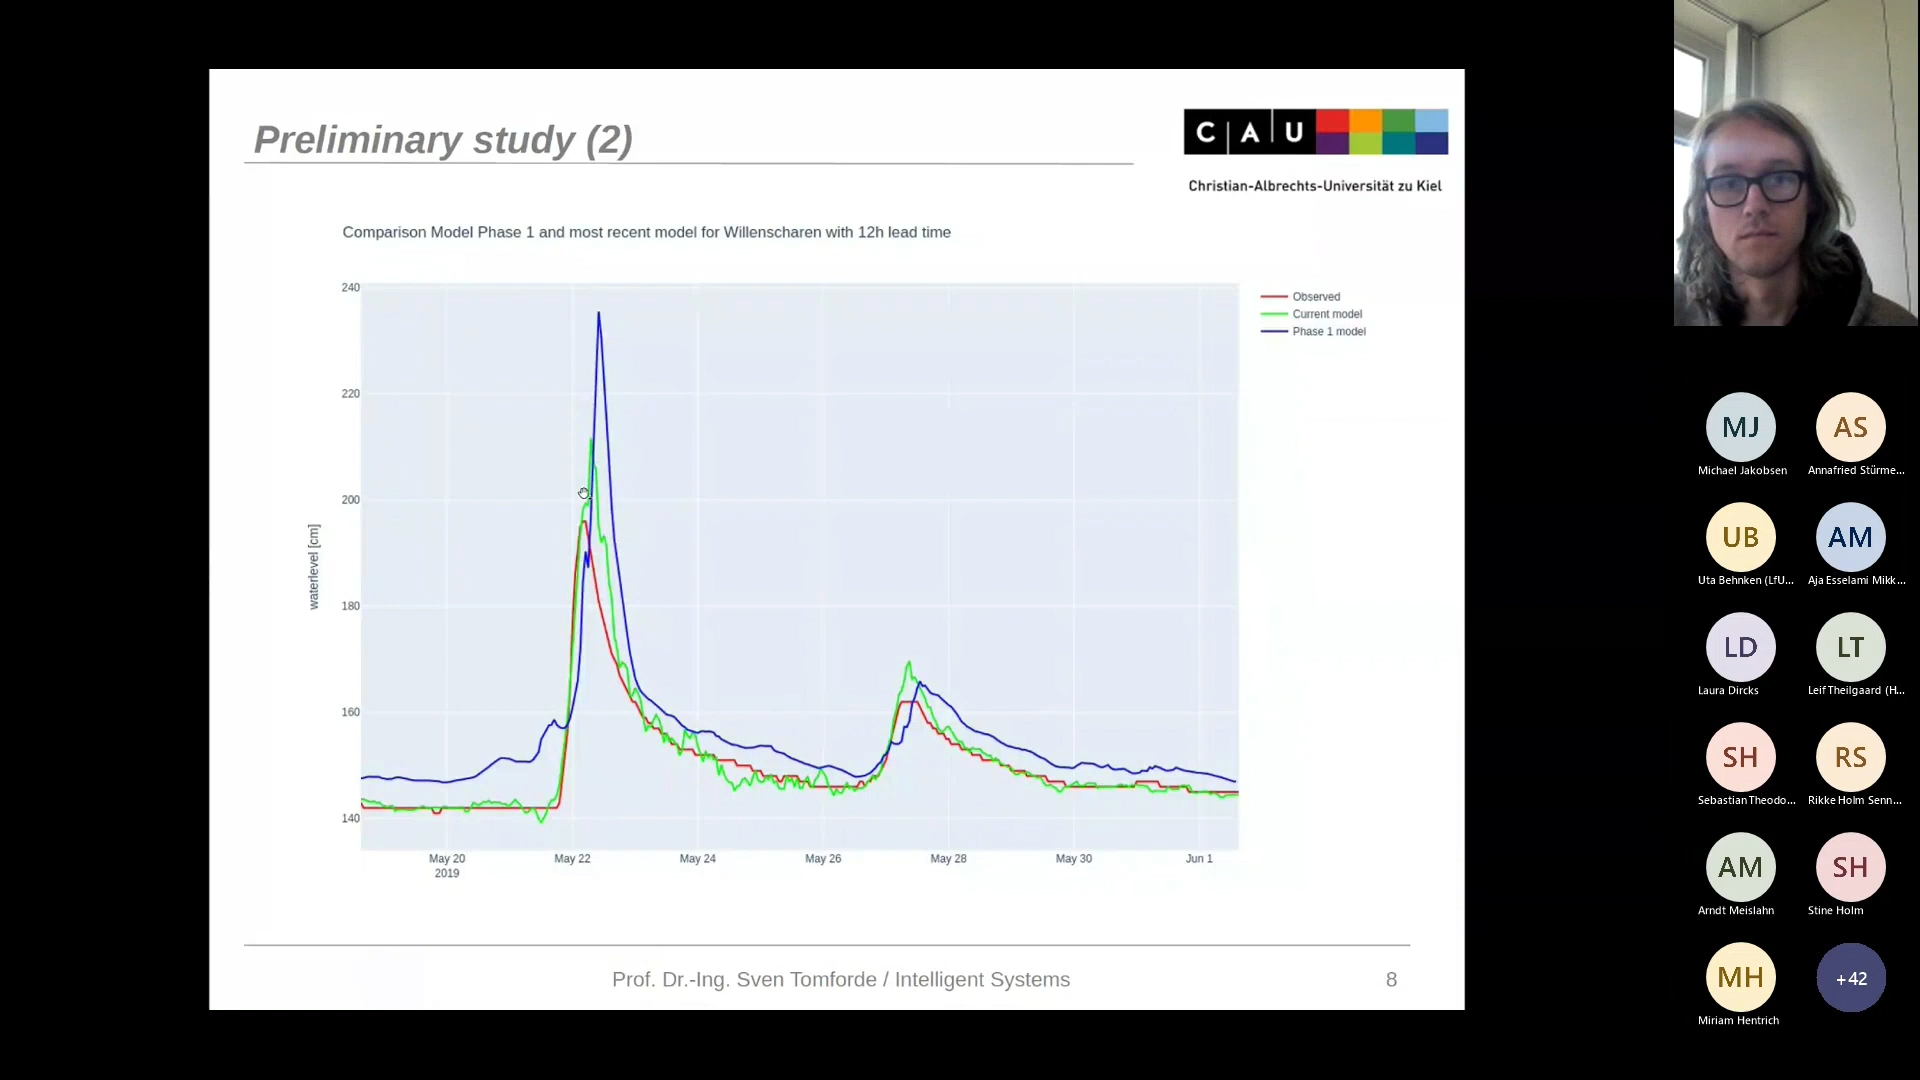 Preliminary study (2)
C A U
Christian-Albrechts-Universität zu Kiel
Comparison Model Phase 1 and most recent model for Willenscharen with 12h lead time
240
220
200
180
160
140
waterlevel [cm]
Observed
Current model
Phase 1 model
May 20
2019
May 22
May 24
May 26
May 28
May 30
Jun 1
Prof. Dr.-Ing. Sven Tomforde / Intelligent Systems
8
MJ
Michael Jakobsen
AS
Annafried Stürme...
UB
Uta Behnken (LfU...
AM
Aja Esselami Mikk...
LD
Laura Dircks
LT
Leif Theilgaard (H...
SH
Sebastian Theodo...
RS
Rikke Holm Senn...
AM
Arndt Meislahn
SH
Stine Holm
MH
Miriam Hentrich
+42